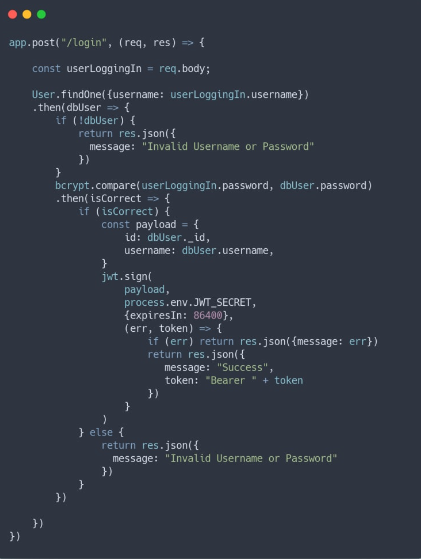 app.post("/login", (req, res) => {
const userLoggingIn = req.body;
User.findOne({username: userLoggingIn.username})
.then(dbUser => {
if (!dbUser) {
return res.json({
message: "Invalid Username or Password"
})
}
bcrypt.compare(userLoggingIn.password, dbUser.password)
.then(isCorrect => {
if (isCorrect) {
const payload = {
id: dbUser._id,
username: dbUser.username,
}
jwt.sign(
payload,
process.env.JWT_SECRET,
{expiresIn: 86400},
(err, token) => {
if (err) return res.json({message: err})
return res.json({
message: "Success",
token: "Bearer " + token
})
}
)
} else {
return res.json({
message: "Invalid Username or Password"
})
}
})
})
})